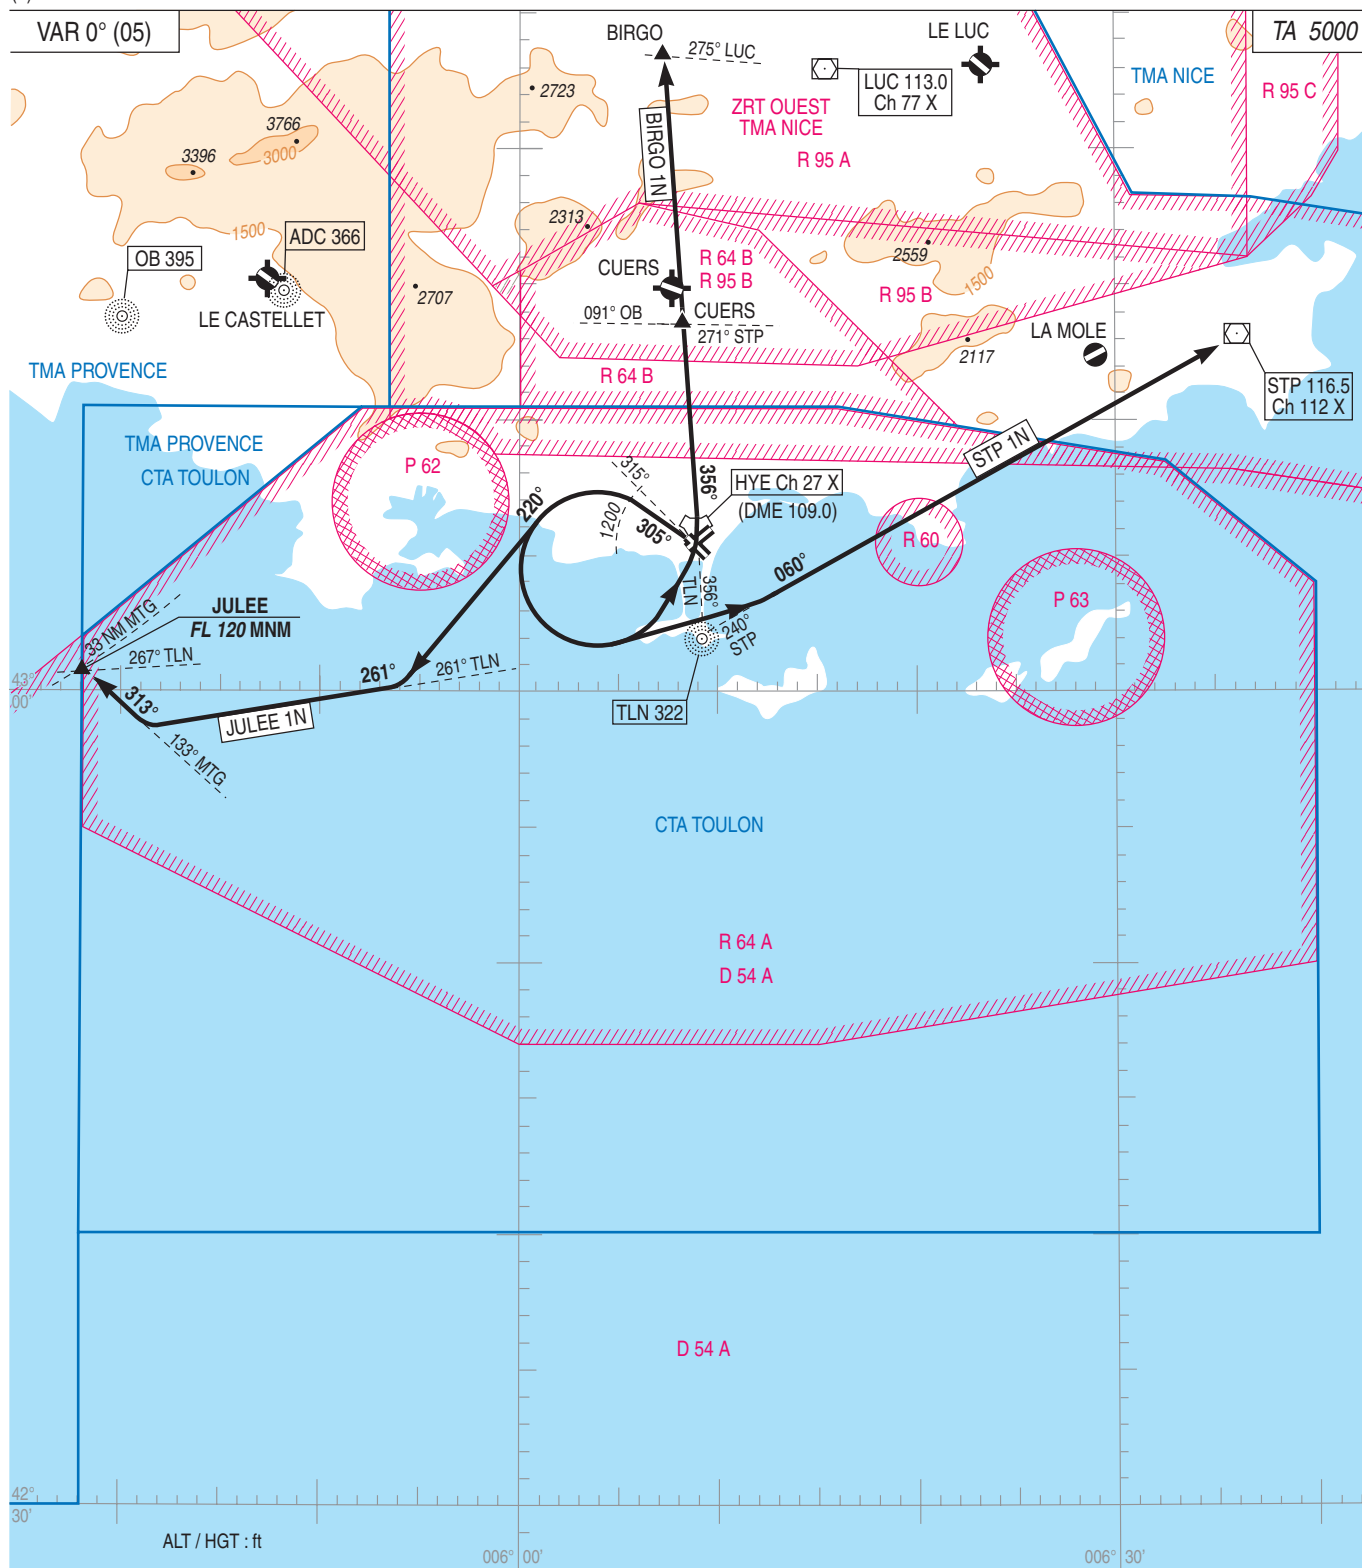 VAR 0° (05)
BIRGO
LE LUC
TA 5000
275° LUC
LUC 113.0
Ch 77 X
TMA NICE
R 95 C
2723
ZRT OUEST
TMA NICE
R 95 A
3766
3000
3396
BIRGO 1N
1500
ADC 366
2313
OB 395
2559
1500
R 64 B
R 95 B
CUERS
R 95 B
2707
091° OB
CUERS
271° STP
LE CASTELLET
LA MOLE
2117
TMA PROVENCE
R 64 B
STP 116.5
Ch 112 X
TMA PROVENCE
CTA TOULON
P 62
STP 1N
315°
356°
HYE Ch 27 X
(DME 109.0)
220°
1200
305°
R 60
060°
356°
TLN
P 63
33 NM MTG
JULEE
FL 120 MNM
240°
STP
267° TLN
261°
261° TLN
43°
00'
313°
JULEE 1N
TLN 322
133° MTG
CTA TOULON
R 64 A
D 54 A
D 54 A
42°
30'
ALT / HGT : ft
006° 00'
006° 30'